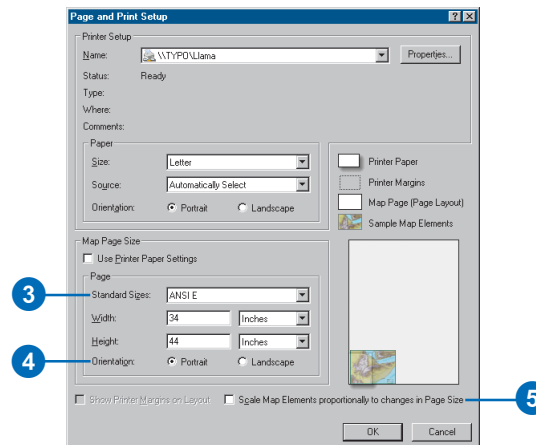 Page and Print Setup
Printer Setup
Name: \\TYPO\Llama Properties...
Status: Ready
Type:
Where:
Comments:
Paper
Size: Letter
Source: Automatically Select
Orientation: Portrait Landscape
Printer Paper
Printer Margins
Map Page (Page Layout)
Sample Map Elements
Map Page Size
Use Printer Paper Settings
Page
3 Standard Sizes: ANSI E
Width: 34 Inches
Height: 44 Inches
4 Orientation: Portrait Landscape
Show Printer Margins on Layout Scale Map Elements proportionally to changes in Page Size 5
OK Cancel